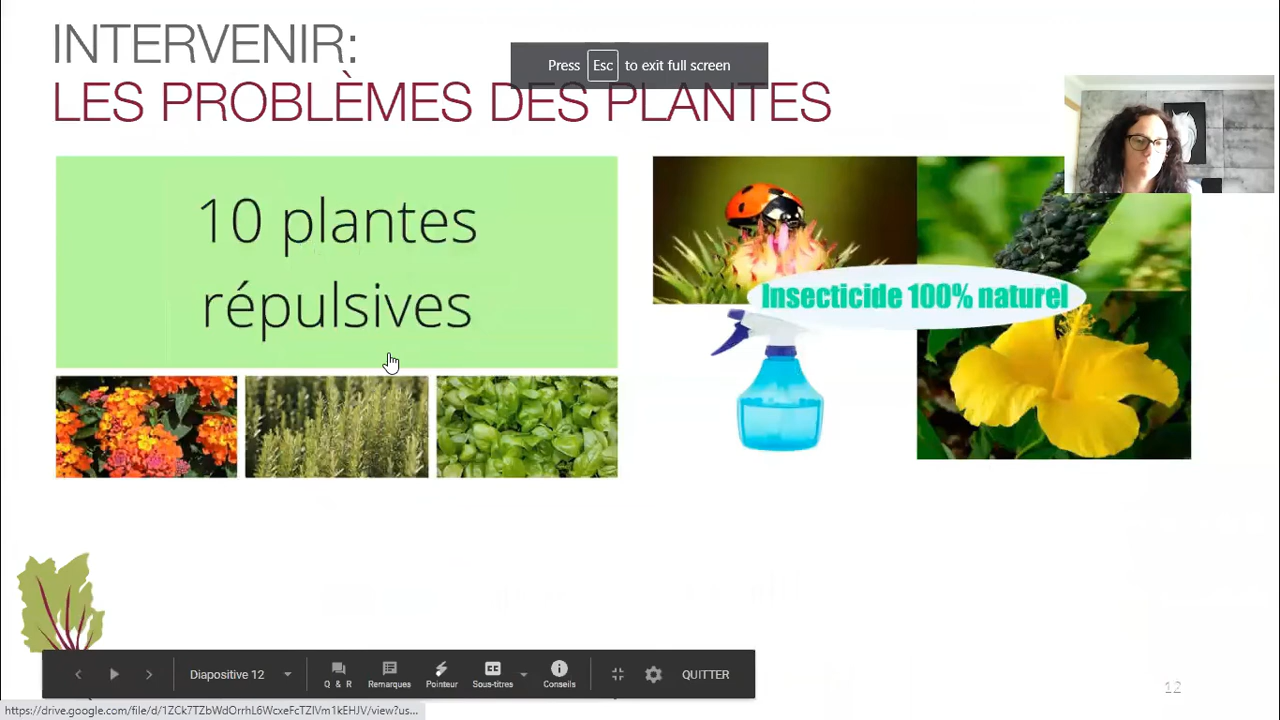 INTERVENIR:
LES PROBLÈMES DES PLANTES
Press Esc to exit full screen
10 plantes
répulsives
Insecticide 100% naturel
12
Diapositive 12
Q & R
Remarques
Pointeur
Sous-titres
Conseils
QUITTER
https://drive.google.com/file/d/1ZCk7TZbWdOrrhL6WcxeFcTZIVm1kEHJV/view?us...